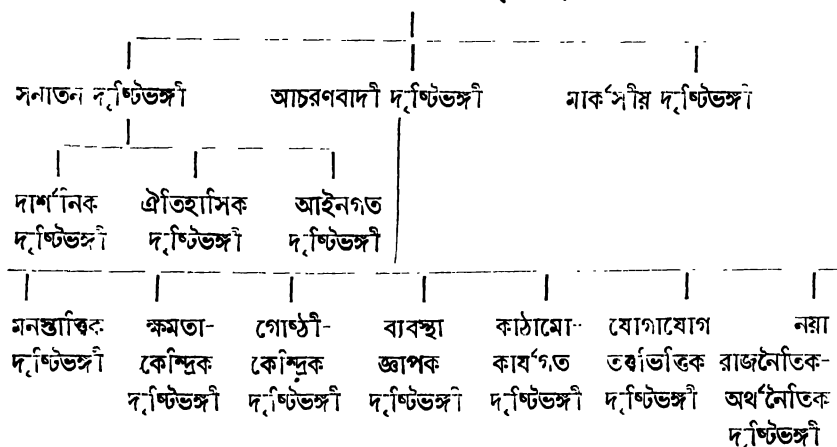 সনাতন দৃষ্টিভঙ্গী আচরণবাদী দৃষ্টিভঙ্গী মার্কসীয় দৃষ্টিভঙ্গী
দার্শনিক ঐতিহাসিক আইনগত
দৃষ্টিভঙ্গী দৃষ্টিভঙ্গী দৃষ্টিভঙ্গী
মনস্তাত্ত্বিক ক্ষমতা- গোষ্ঠী- ব্যবস্থা কাঠামো- যোগাযোগ নয়া
দৃষ্টিভঙ্গী কেন্দ্রিক কেন্দ্রিক জ্ঞাপক কার্যগত তত্ত্বভিত্তিক রাজনৈতিক-
দৃষ্টিভঙ্গী দৃষ্টিভঙ্গী দৃষ্টিভঙ্গী দৃষ্টিভঙ্গী দৃষ্টিভঙ্গী অর্থনৈতিক
দৃষ্টিভঙ্গী